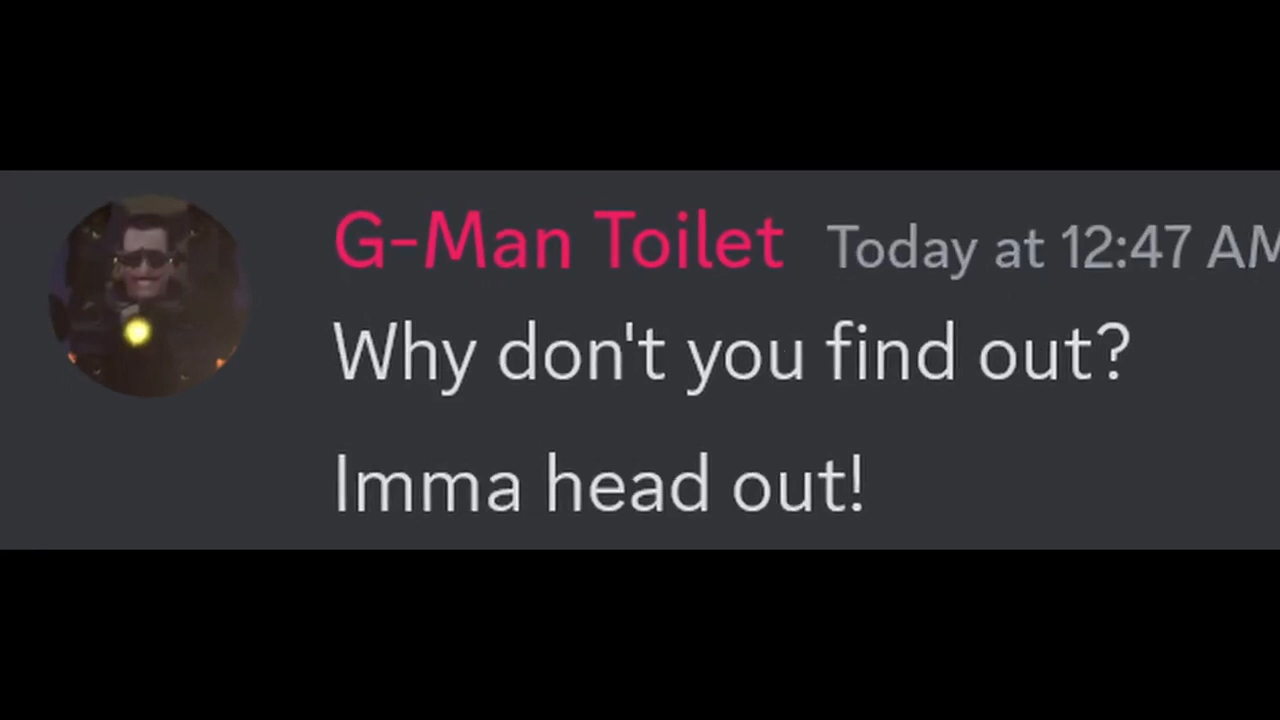 G-Man Toilet Today at 12:47 AM
Why don't you find out?
Imma head out!